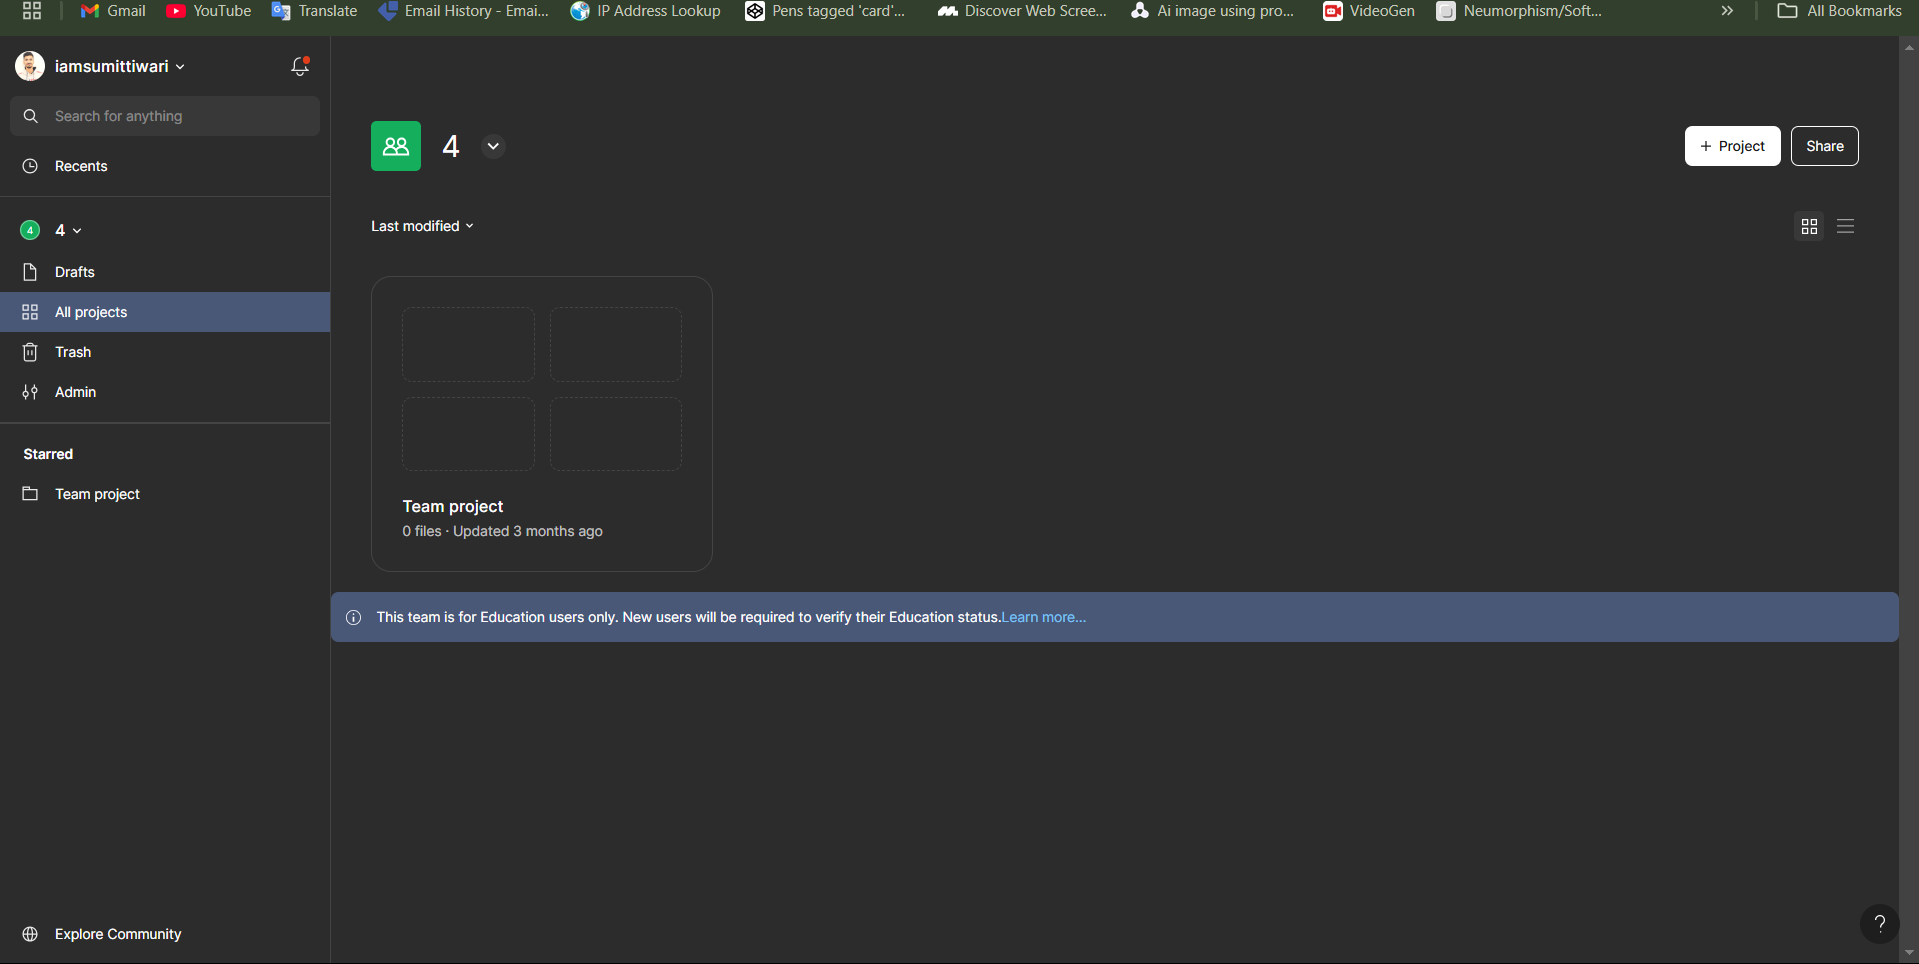 Gmail
YouTube
Translate
Email History - Emai...
IP Address Lookup
Pens tagged 'card'...
Discover Web Scree...
Ai image using pro...
VideoGen
Neumorphism/Soft...
All Bookmarks
iamsumittiwari
Search for anything
Recents
4 4
Drafts
All projects
Trash
Admin
Starred
Team project
Explore Community
4
+ Project
Share
Last modified
Team project
0 files · Updated 3 months ago
This team is for Education users only. New users will be required to verify their Education status.Learn more...
?